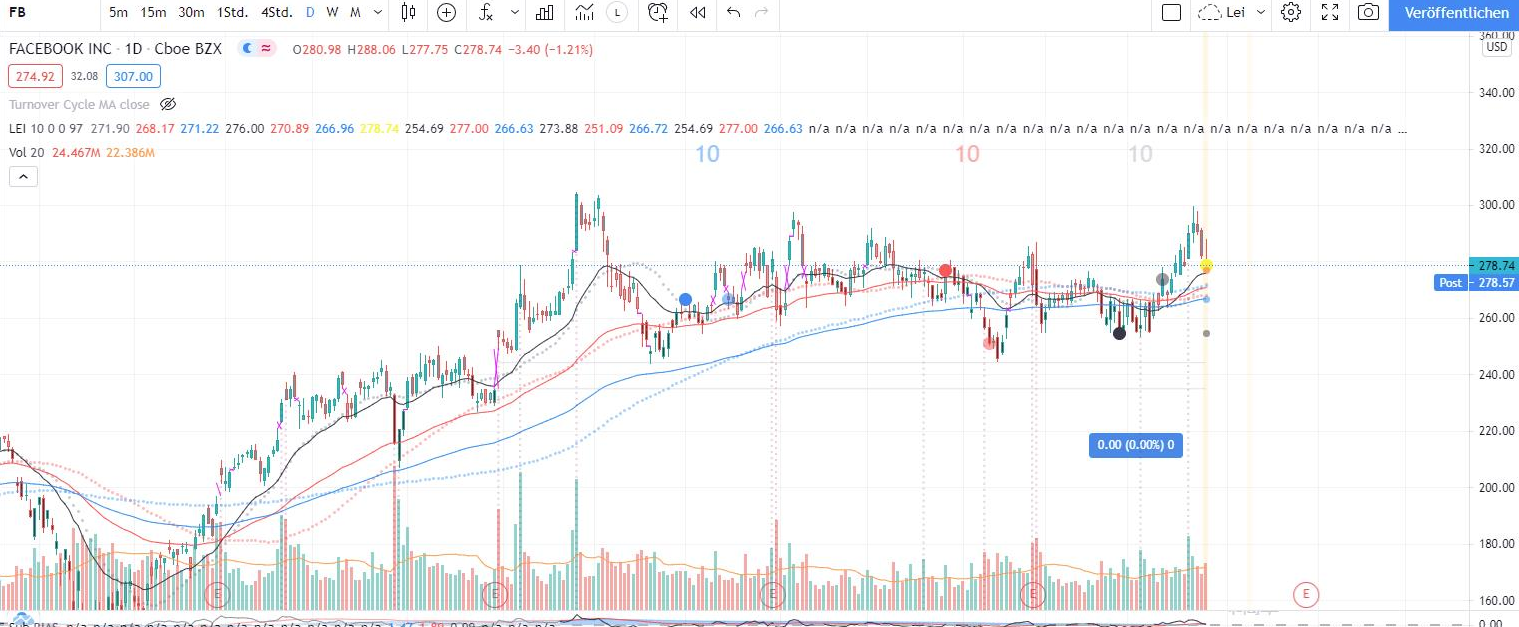 FB 5m 15m 30m 1Std. 4Std. D W M L Lei Veröffentlichen
FACEBOOK INC · 1D · Cboe BZX O280.98 H288.06 L277.75 C278.74 −3.40 (−1.21%)
360.00
USD
274.92 32.08 307.00
Turnover Cycle MA close
340.00
LEI 10 0 0 97 271.90 268.17 271.22 276.00 270.89 266.96 278.74 254.69 277.00 266.63 273.88 251.09 266.72 254.69 277.00 266.63 n/a n/a n/a n/a n/a n/a n/a n/a n/a n/a n/a n/a n/a n/a n/a n/a n/a n/a n/a n/a n/a n/a ...
Vol 20 24.467M 22.386M
10 10 10
320.00
300.00
278.74
Post 278.57
260.00
240.00
220.00
0.00 (0.00%) 0
200.00
180.00
160.00
E E E E E
0.00